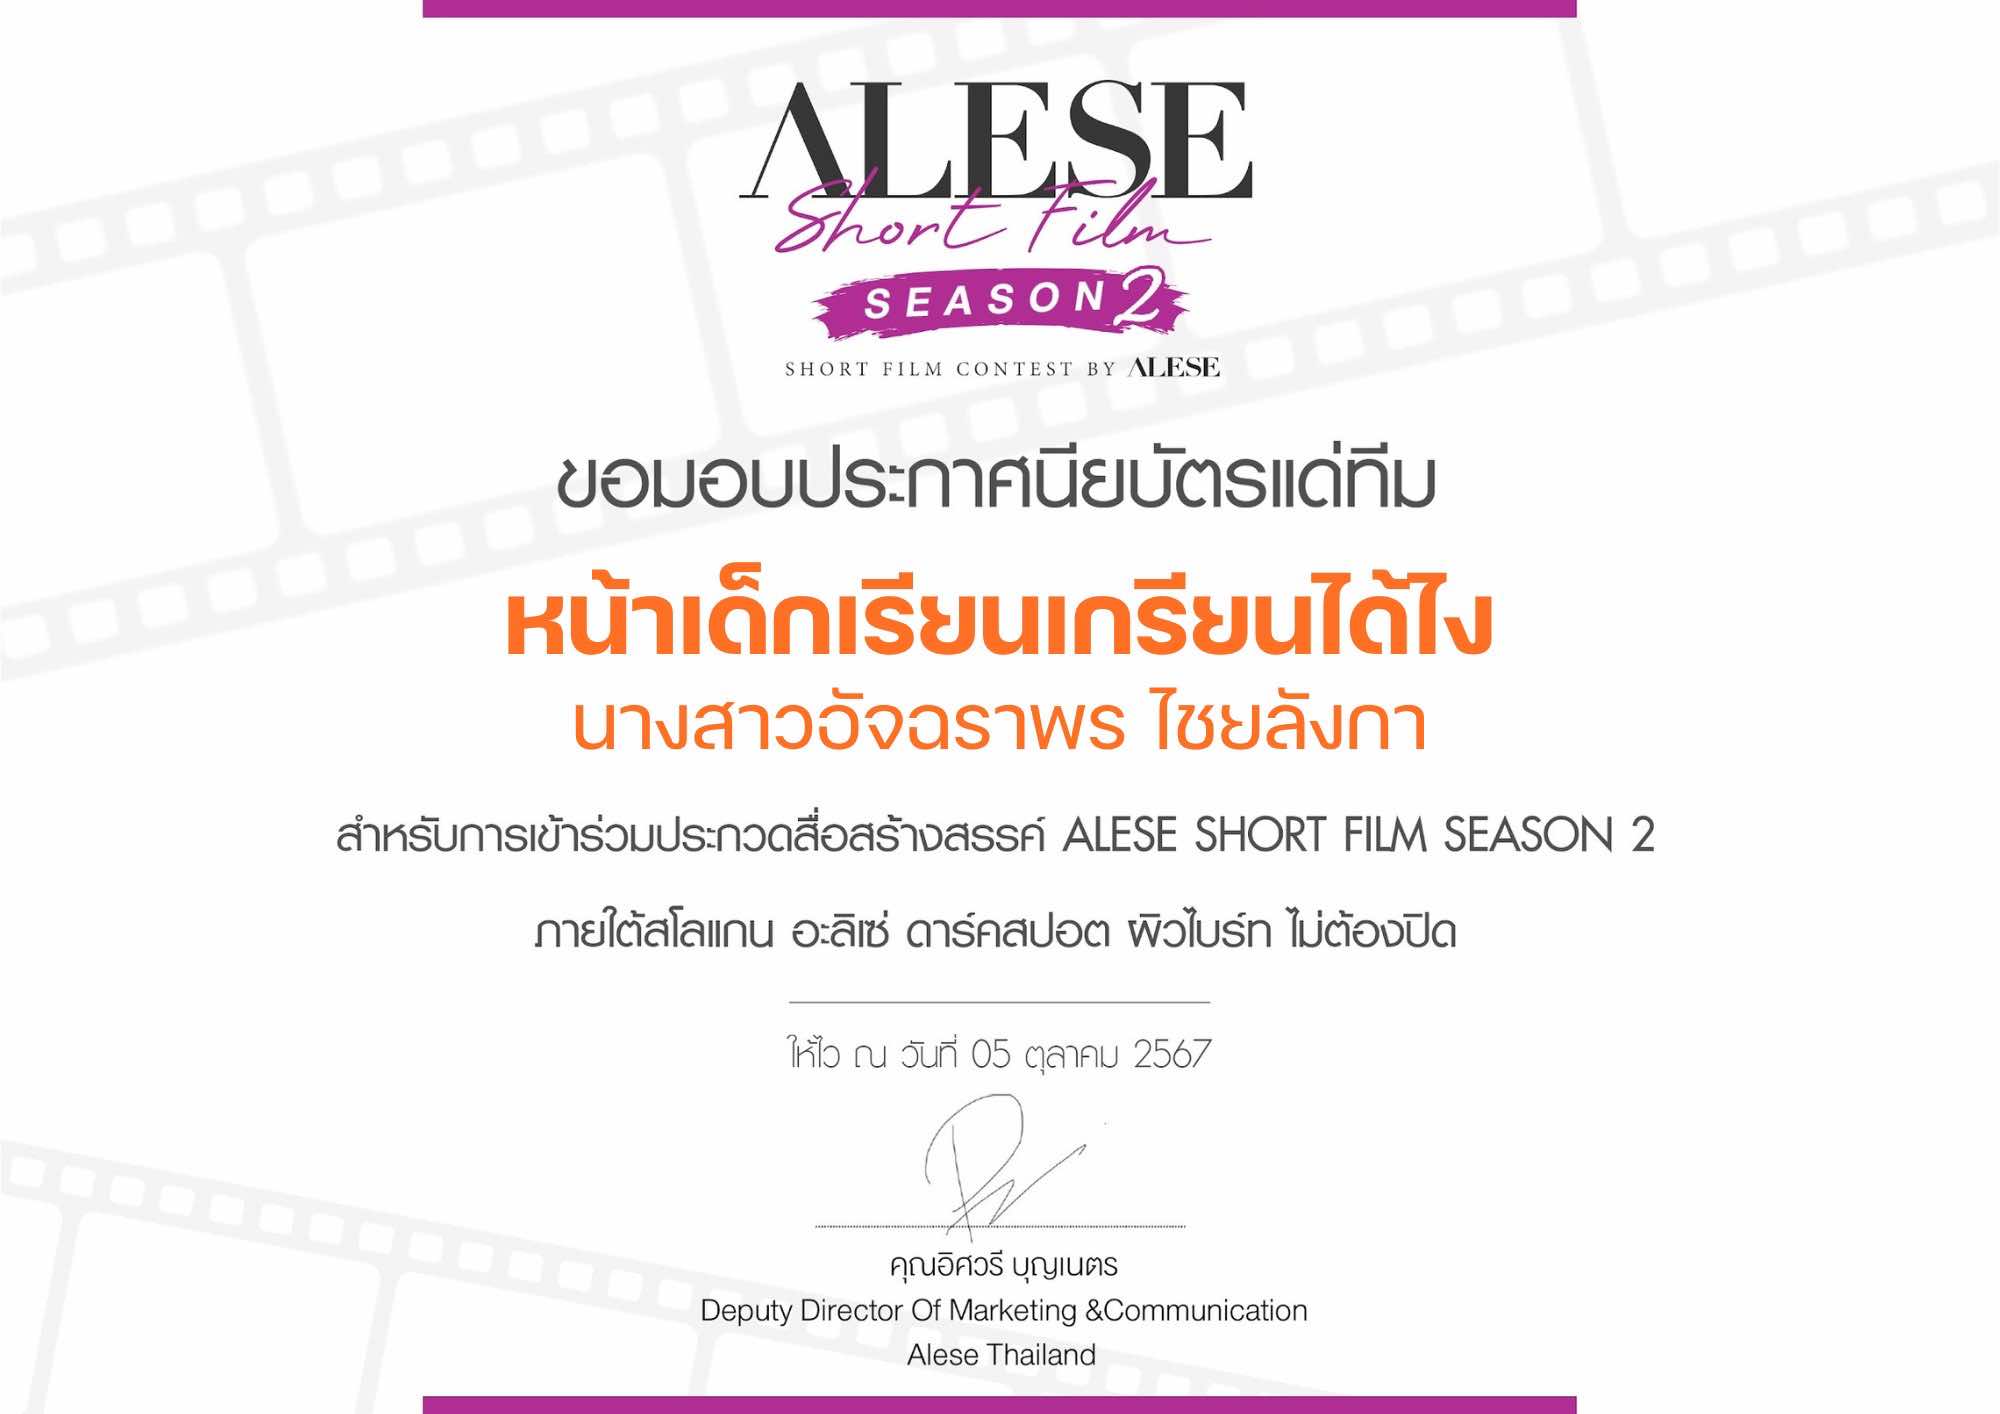 ALESE
Short Film
SEASON 2
SHORT FILM CONTEST BY ALESE
ขอมอบประกาศนียบัตรแด่ทีม
หน้าเด็กเรียนเกรียนได้ไง
นางสาวอัจฉราพร ไชยลังกา
สำหรับการเข้าร่วมประกวดสื่อสร้างสรรค์ ALESE SHORT FILM SEASON 2
ภายใต้สโลแกน อะลิเซ่ ดาร์คสปอต ผิวไบร์ท ไม่ต้องปิด
ให้ไว ณ วันที่ 05 ตุลาคม 2567
คุณอิศวรี บุญเนตร
Deputy Director Of Marketing &Communication
Alese Thailand